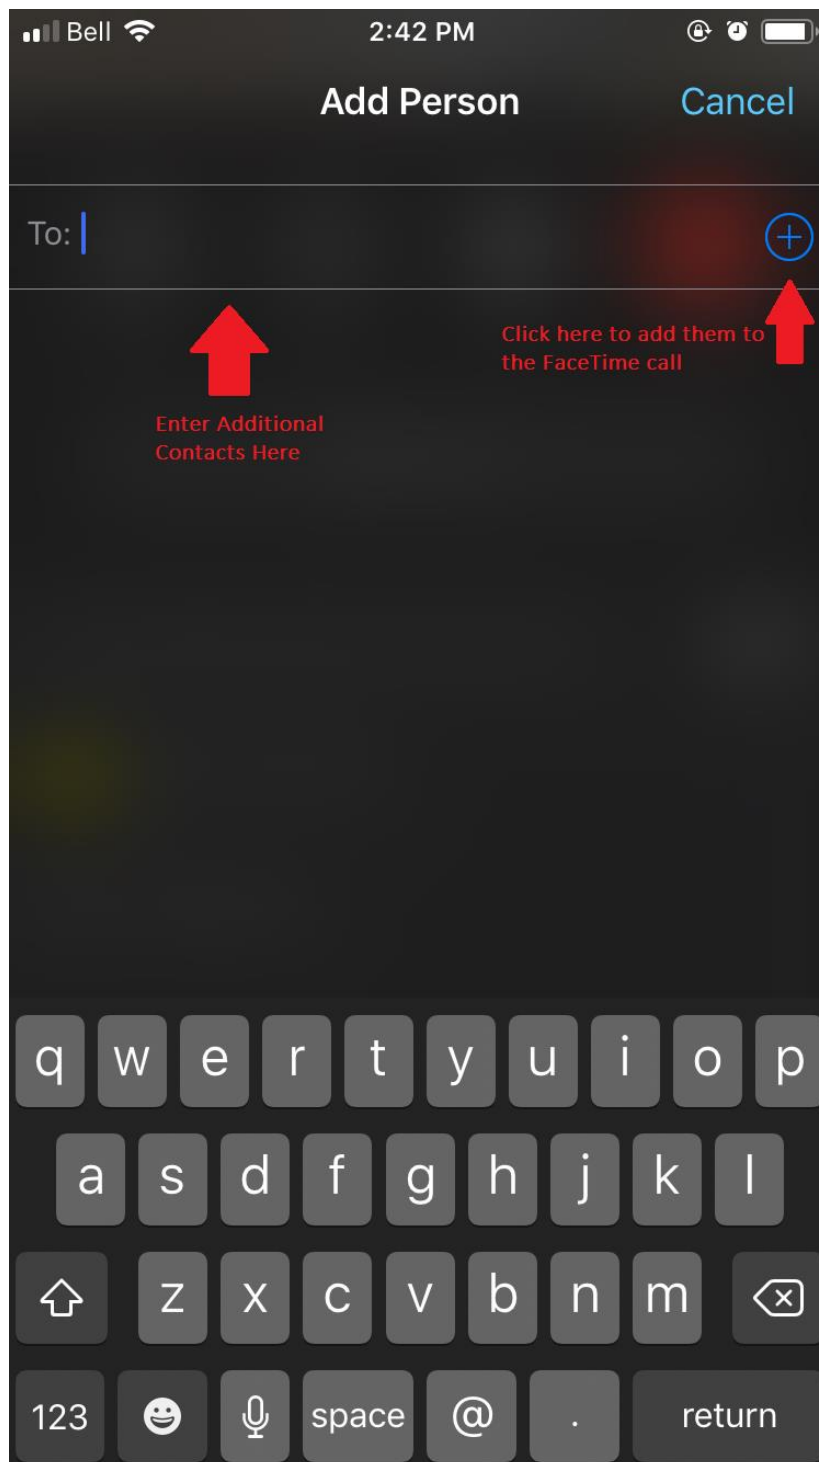 Bell 2:42 PM
Add Person Cancel
To:
Click here to add them to
the FaceTime call
Enter Additional
Contacts Here
q w e r t y u i o p
a s d f g h j k l
z x c v b n m
123 space @ . return